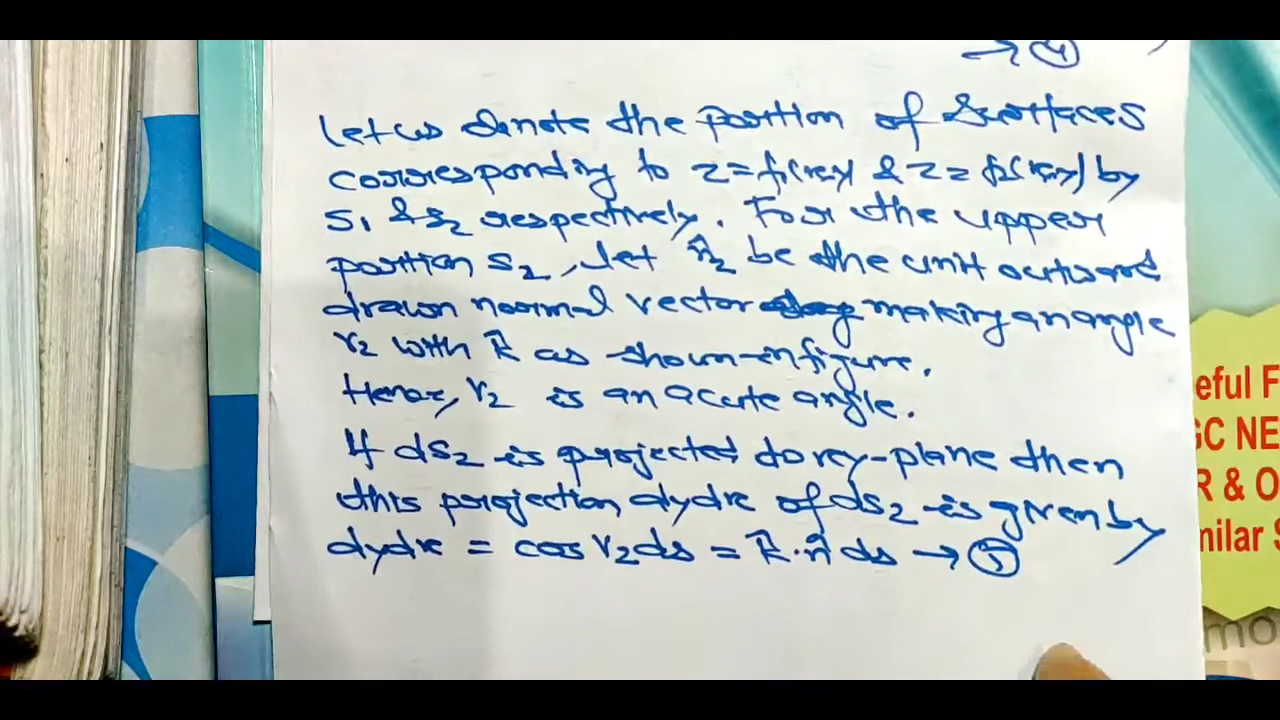 → ④
Let us denote the portion of surfaces
corresponding to z=f₁(x,y) & z=f₂(x,y) by
S₁ & S₂ respectively. For the upper
portion S₂, let n̂₂ be the unit outward
drawn normal vector making an angle
γ₂ with k̂ as shown in figure.
Hence, γ₂ is an acute angle.
If ds₂ is projected to xy-plane then
this projection dydx of ds₂ is given by
dydx = cos γ₂ ds = k̂.n̂ ds → ⑤
eful F
GC NE
R & O
milar S
mo